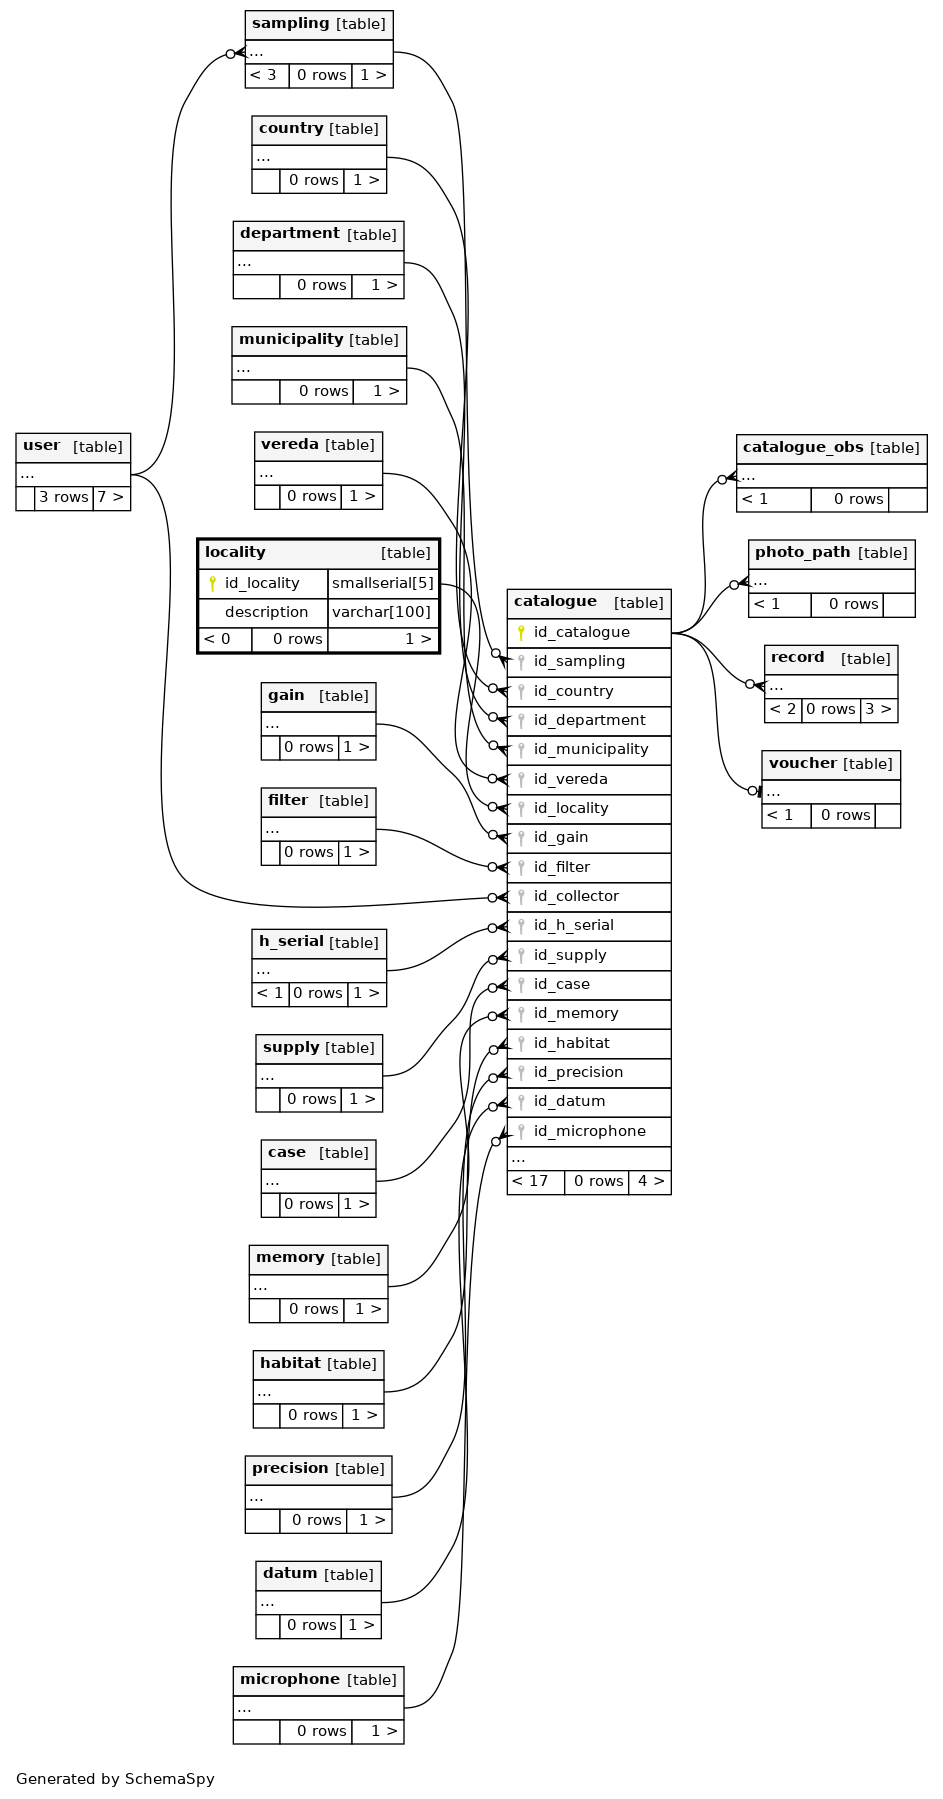 sampling [table]
...
< 3 0 rows 1 >
country [table]
...
0 rows 1 >
department [table]
...
0 rows 1 >
municipality [table]
...
0 rows 1 >
user [table]
...
3 rows 7 >
vereda [table]
...
0 rows 1 >
locality [table]
id_locality smallserial[5]
description varchar[100]
< 0 0 rows 1 >
gain [table]
...
0 rows 1 >
filter [table]
...
0 rows 1 >
h_serial [table]
...
< 1 0 rows 1 >
supply [table]
...
0 rows 1 >
case [table]
...
0 rows 1 >
memory [table]
...
0 rows 1 >
habitat [table]
...
0 rows 1 >
precision [table]
...
0 rows 1 >
datum [table]
...
0 rows 1 >
microphone [table]
...
0 rows 1 >
catalogue [table]
id_catalogue
id_sampling
id_country
id_department
id_municipality
id_vereda
id_locality
id_gain
id_filter
id_collector
id_h_serial
id_supply
id_case
id_memory
id_habitat
id_precision
id_datum
id_microphone
...
< 17 0 rows 4 >
catalogue_obs [table]
...
< 1 0 rows
photo_path [table]
...
< 1 0 rows
record [table]
...
< 2 0 rows 3 >
voucher [table]
...
< 1 0 rows
Generated by SchemaSpy